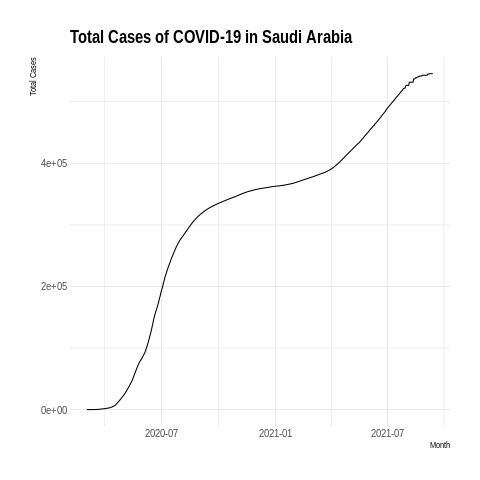 Total Cases of COVID-19 in Saudi Arabia
Total Cases
4e+05
2e+05
0e+00
2020-07
2021-01
2021-07
Month